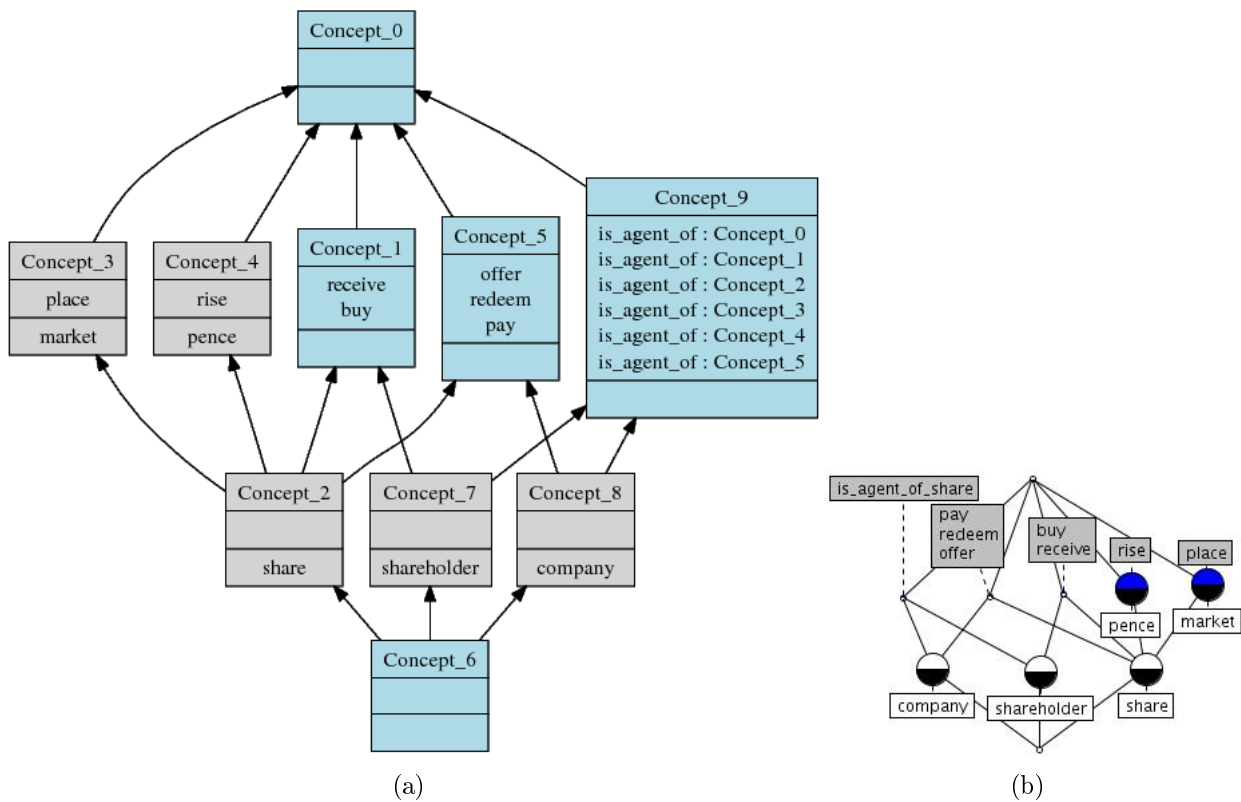 Concept_0
Concept_9
is_agent_of : Concept_0
is_agent_of : Concept_1
is_agent_of : Concept_2
is_agent_of : Concept_3
is_agent_of : Concept_4
is_agent_of : Concept_5
Concept_3
place
market
Concept_4
rise
pence
Concept_1
receive
buy
Concept_5
offer
redeem
pay
Concept_2
share
Concept_7
shareholder
Concept_8
company
Concept_6
(a)
is_agent_of_share
pay
redeem
offer
buy
receive
rise
place
pence
market
company
shareholder
share
(b)